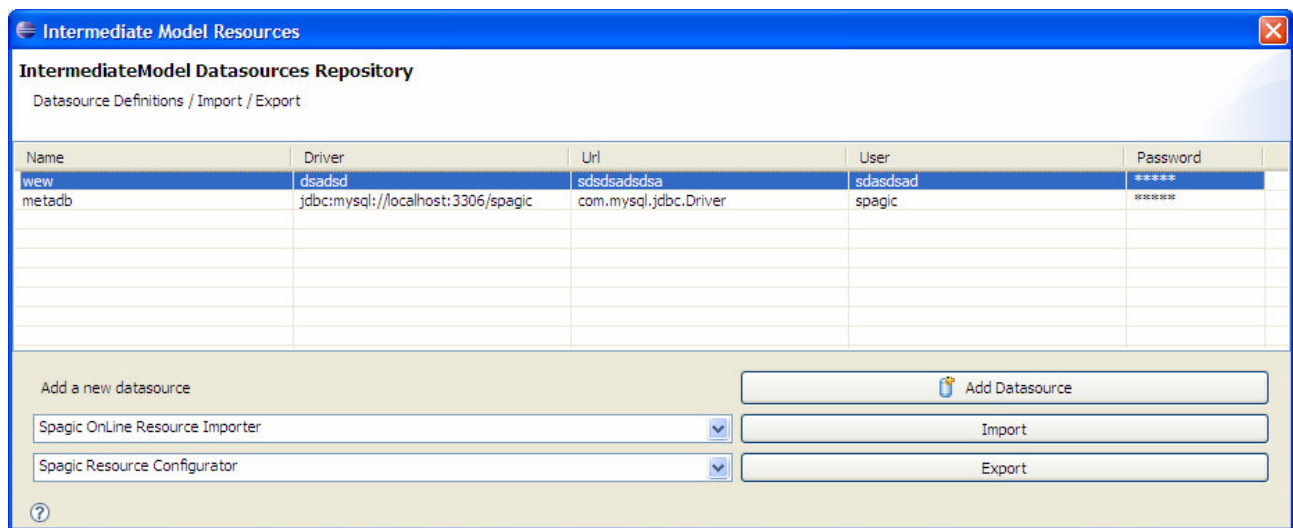 Intermediate Model Resources
IntermediateModel Datasources Repository
Datasource Definitions / Import / Export
Name Driver Url User Password
wew dsadsd sdsdsadsdsa sdasdsad *****
metadb jdbc:mysql://localhost:3306/spagic com.mysql.jdbc.Driver spagic *****
Add a new datasource Add Datasource
Spagic OnLine Resource Importer Import
Spagic Resource Configurator Export
?